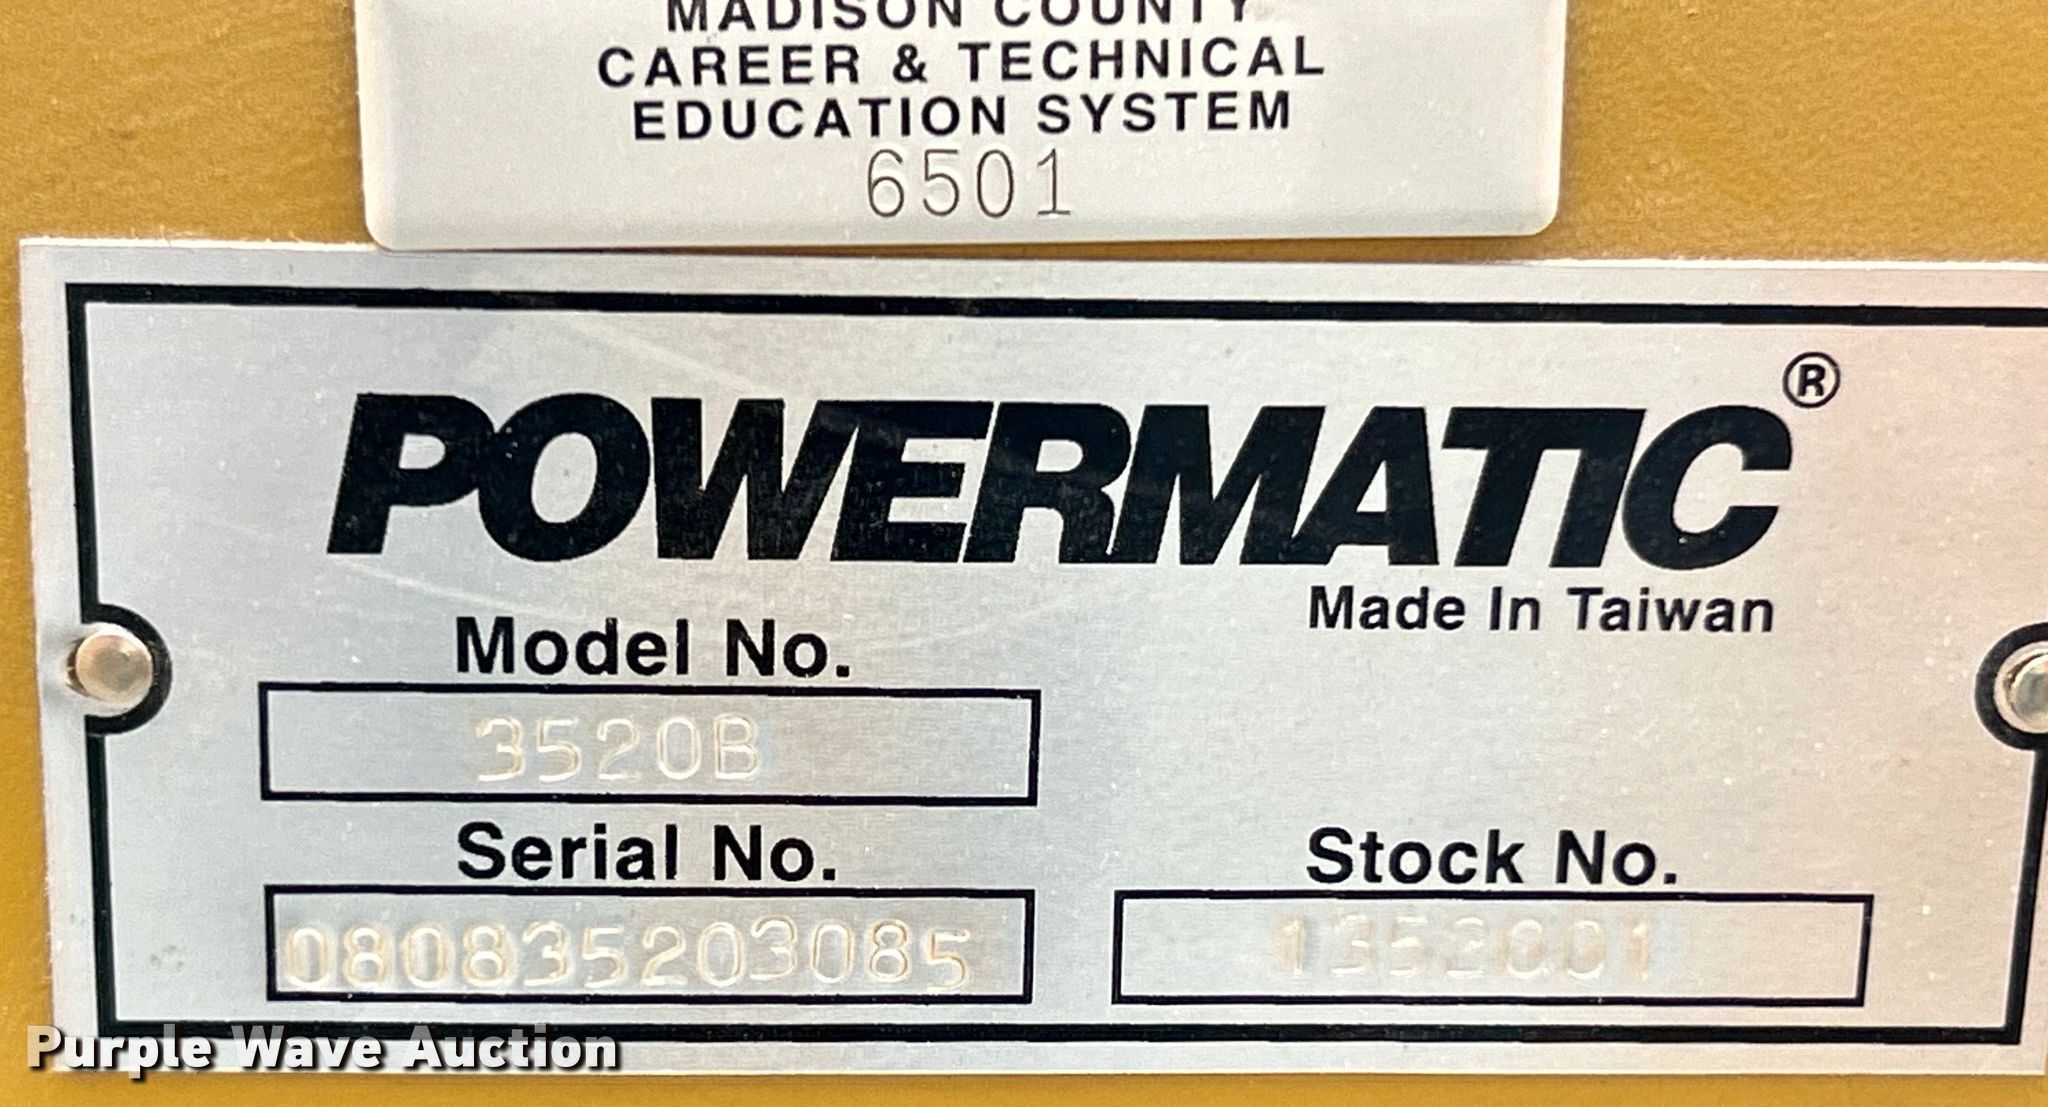 MADISON COUNTY
CAREER & TECHNICAL
EDUCATION SYSTEM
6501
POWERMATIC®
Made In Taiwan
Model No.
3520B
Serial No.
Stock No.
080835203085
1352001
Purple Wave Auction